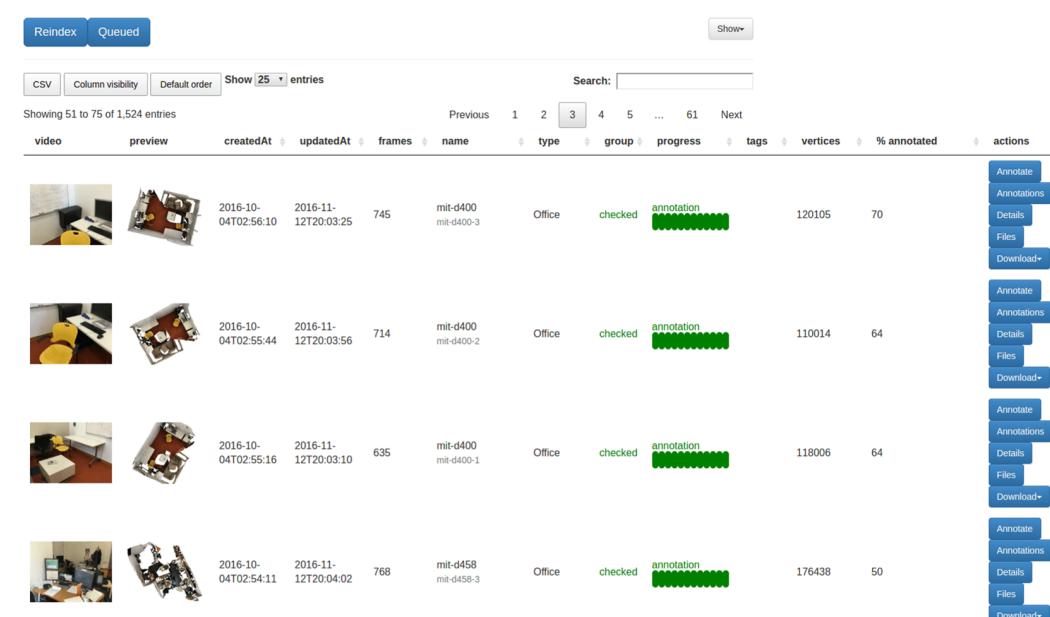 Reindex Queued Show
CSV Column visibility Default order Show 25 entries Search:
Showing 51 to 75 of 1,524 entries Previous 1 2 3 4 5 … 61 Next
video preview createdAt updatedAt frames name type group progress tags vertices % annotated actions
Annotate
Annotations
2016-10- 2016-11- mit-d400 annotation
04T02:56:10 12T20:03:25 745 mit-d400-3 Office checked 120105 70 Details
Files
Download
Annotate
Annotations
2016-10- 2016-11- mit-d400 annotation
04T02:55:44 12T20:03:56 714 mit-d400-2 Office checked 110014 64 Details
Files
Download
Annotate
Annotations
2016-10- 2016-11- mit-d400 annotation
04T02:55:16 12T20:03:10 635 mit-d400-1 Office checked 118006 64 Details
Files
Download
Annotate
Annotations
2016-10- 2016-11- mit-d458 annotation
04T02:54:11 12T20:04:02 768 mit-d458-3 Office checked 176438 50 Details
Files
Download